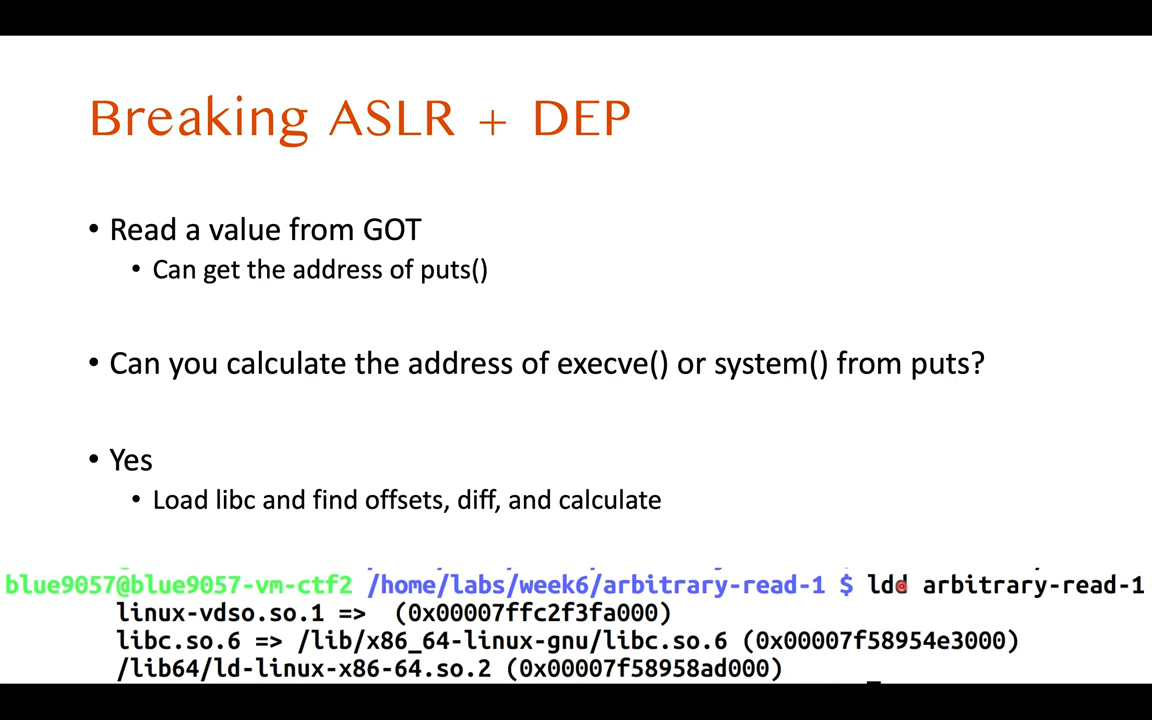 Breaking ASLR + DEP
• Read a value from GOT
• Can get the address of puts()
• Can you calculate the address of execve() or system() from puts?
• Yes
• Load libc and find offsets, diff, and calculate
blue9057@blue9057-vm-ctf2 /home/labs/week6/arbitrary-read-1 $ ldd arbitrary-read-1
linux-vdso.so.1 => (0x00007ffc2f3fa000)
libc.so.6 => /lib/x86_64-linux-gnu/libc.so.6 (0x00007f58954e3000)
/lib64/ld-linux-x86-64.so.2 (0x00007f58958ad000)